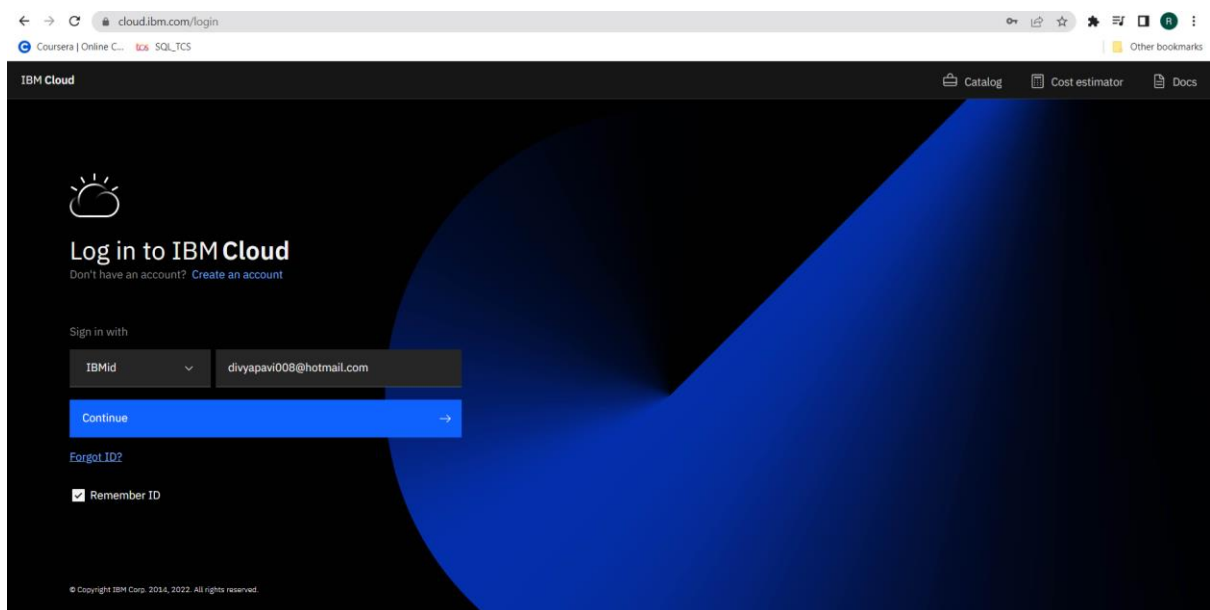 cloud.ibm.com/login
Coursera | Online C... tcs SQL_TCS Other bookmarks
IBM Cloud Catalog Cost estimator Docs
Log in to IBM Cloud
Don't have an account? Create an account
Sign in with
IBMid divyapavi008@hotmail.com
Continue
Forgot ID?
Remember ID
© Copyright IBM Corp. 2014, 2022. All rights reserved.